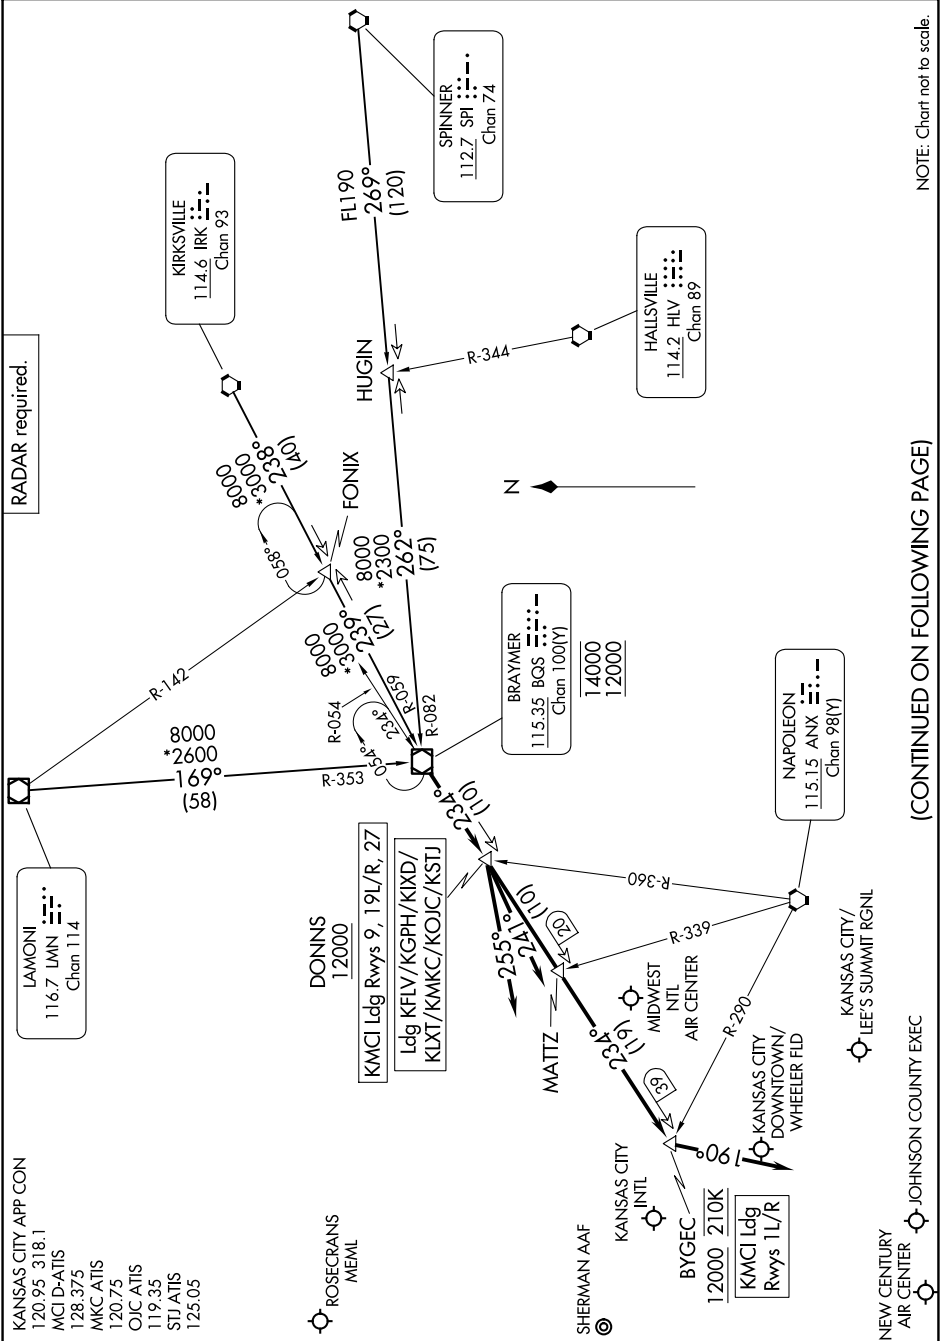 RADAR required.
KANSAS CITY APP CON
120.95 318.1
MCI D-ATIS
128.375
MKC ATIS
120.75
OJC ATIS
119.35
STJ ATIS
125.05
LAMONI
116.7 LMN
Chan 114
KIRKSVILLE
114.6 IRK
Chan 93
SPINNER
112.7 SPI
Chan 74
HALLSVILLE
114.2 HLV
Chan 89
BRAYMER
115.35 BQS
Chan 100(Y)
14000
12000
NAPOLEON
115.15 ANX
Chan 98(Y)
R-142
8000
*2600
169°
(58)
R-353
8000
*3000
238°
(40)
058°
FONIX
8000
*3000
239°
(27)
R-054
R-059
234°
054°
R-082
8000
*2300
262°
(75)
HUGIN
FL190
269°
(120)
R-344
N
DONNS
12000
KMCI Ldg Rwys 9, 19L/R, 27
Ldg KFLV/KGPH/KIXD/
KLXT/KMKC/KOJC/KSTJ
234°
(10)
255°
241°
(10)
20
MATTZ
R-360
R-339
R-290
234°
(19)
39
190°
BYGEC
12000 210K
KMCI Ldg
Rwys 1L/R
ROSECRANS
MEML
SHERMAN AAF
KANSAS CITY
INTL
MIDWEST
NTL
AIR CENTER
KANSAS CITY
DOWNTOWN/
WHEELER FLD
KANSAS CITY/
LEE'S SUMMIT RGNL
NEW CENTURY
AIR CENTER
JOHNSON COUNTY EXEC
(CONTINUED ON FOLLOWING PAGE)
NOTE: Chart not to scale.